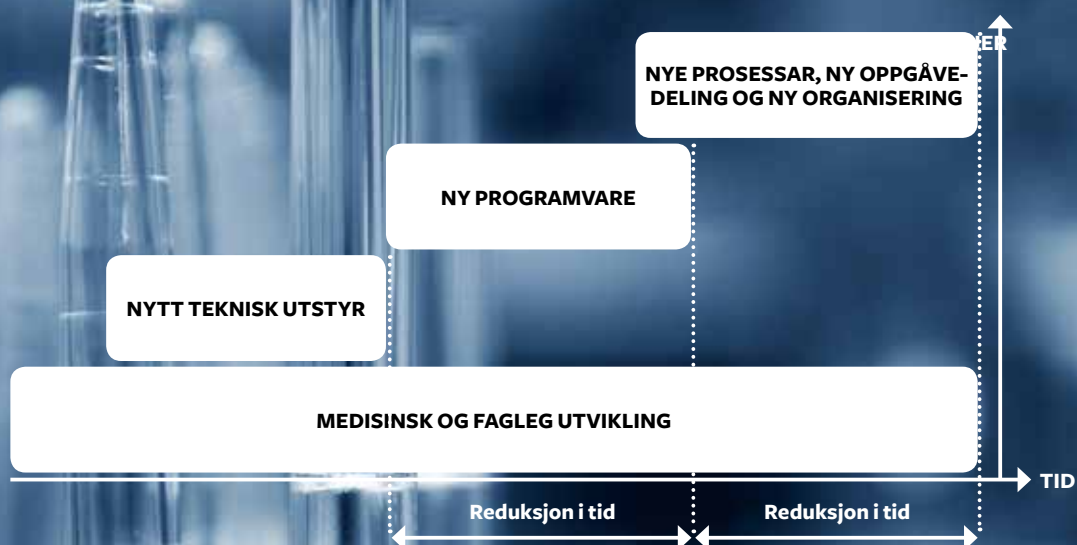 NYE PROSESSAR, NY OPPGÅVE-
DELING OG NY ORGANISERING
NY PROGRAMVARE
NYTT TEKNISK UTSTYR
MEDISINSK OG FAGLEG UTVIKLING
TID
Reduksjon i tid
Reduksjon i tid